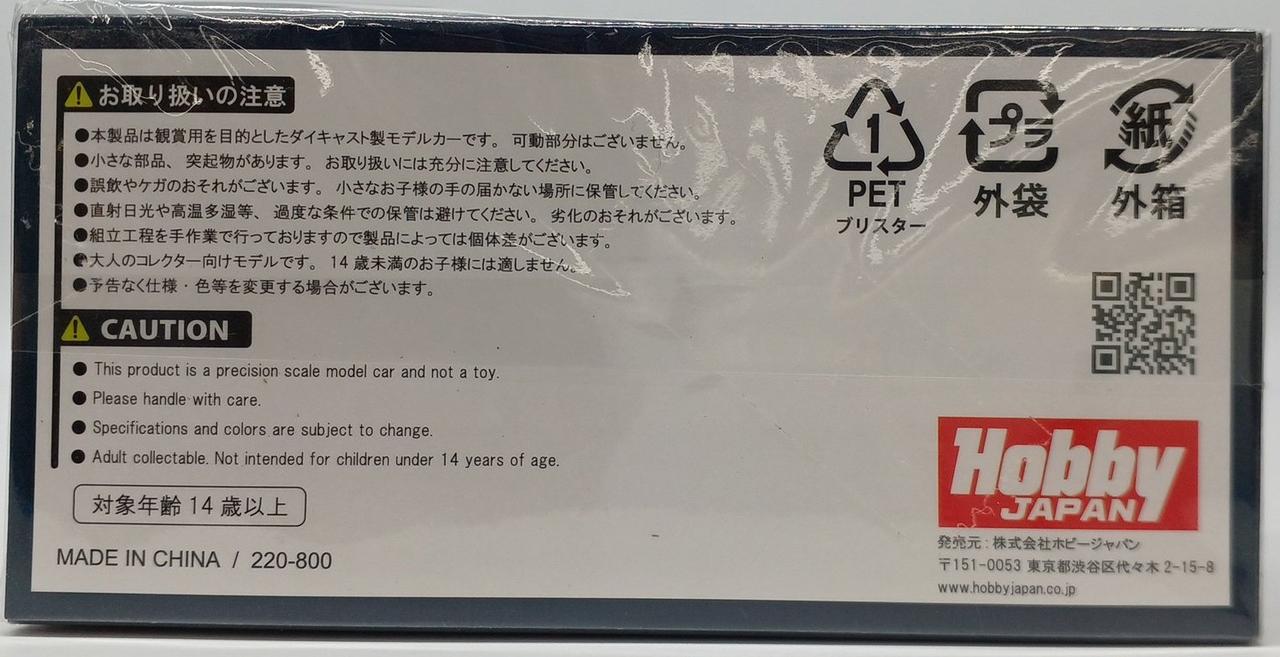 お取り扱いの注意
●本製品は観賞用を目的としたダイキャスト製モデルカーです。 可動部分はございません。
●小さな部品、 突起物があります。 お取り扱いには充分に注意してください。
●誤飲やケガのおそれがございます。 小さなお子様の手の届かない場所に保管してください。
●直射日光や高温多湿等、 過度な条件での保管は避けてください。 劣化のおそれがございます。
●組立工程を手作業で行っておりますので製品によっては個体差がございます。
●大人のコレクター向けモデルです。 14 歳未満のお子様には適しません。
●予告なく仕様・色等を変更する場合がございます。
CAUTION
● This product is a precision scale model car and not a toy.
● Please handle with care.
● Specifications and colors are subject to change.
● Adult collectable. Not intended for children under 14 years of age.
対象年齢 14 歳以上
MADE IN CHINA / 220-800
1
PET
ブリスター
プラ
外袋
紙
外箱
Hobby
JAPAN
発売元 : 株式会社ホビージャパン
〒151-0053 東京都渋谷区代々木 2-15-8
www.hobbyjapan.co.jp